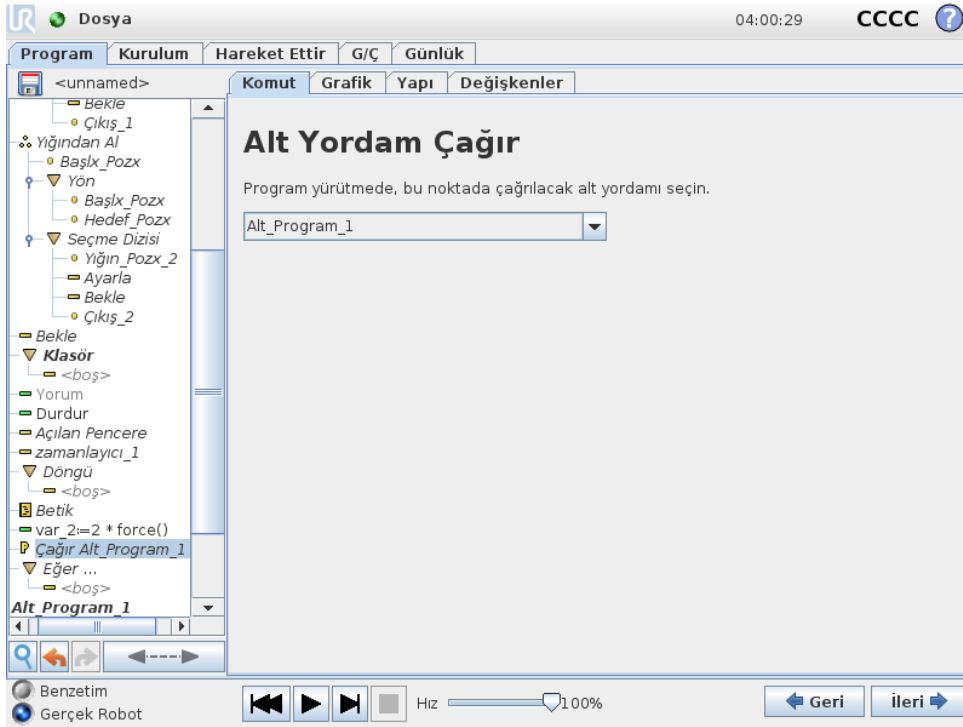 UR Dosya 04:00:29 CCCC ?
Program Kurulum Hareket Ettir G/Ç Günlük
<unnamed>
Komut Grafik Yapı Değişkenler
Bekle
Çıkış_1
Yığından Al
Başlx_Pozx
Yön
Başlx_Pozx
Hedef_Pozx
Seçme Dizisi
Yığın_Pozx_2
Ayarla
Bekle
Çıkış_2
Bekle
Klasör
<boş>
Yorum
Durdur
Açılan Pencere
zamanlayıcı_1
Döngü
<boş>
Betik
var_2:=2 * force()
P Çağır Alt_Program_1
Eğer ...
<boş>
Alt_Program_1
Alt Yordam Çağır
Program yürütmede, bu noktada çağrılacak alt yordamı seçin.
Alt_Program_1
Benzetim
Gerçek Robot
Hız 100%
Geri İleri